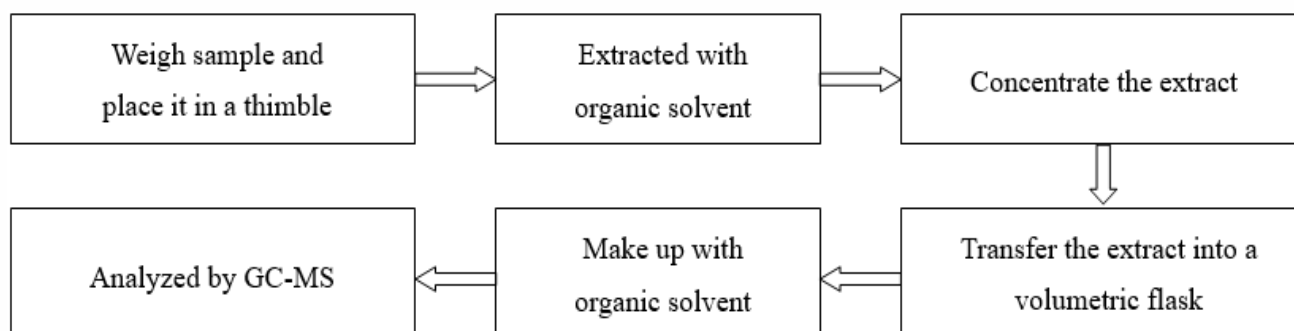 Weigh sample and
place it in a thimble
Extracted with
organic solvent
Concentrate the extract
Transfer the extract into a
volumetric flask
Make up with
organic solvent
Analyzed by GC-MS